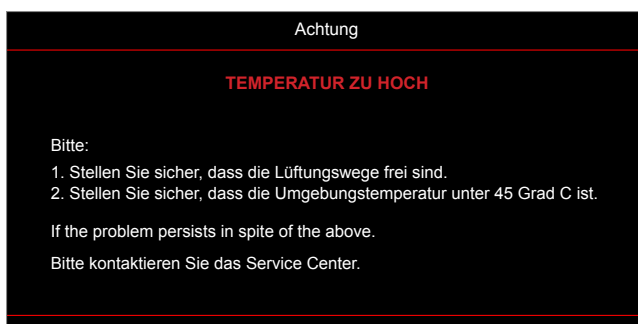 Achtung
TEMPERATUR ZU HOCH
Bitte:
1. Stellen Sie sicher, dass die Lüftungswege frei sind.
2. Stellen Sie sicher, dass die Umgebungstemperatur unter 45 Grad C ist.
If the problem persists in spite of the above.
Bitte kontaktieren Sie das Service Center.